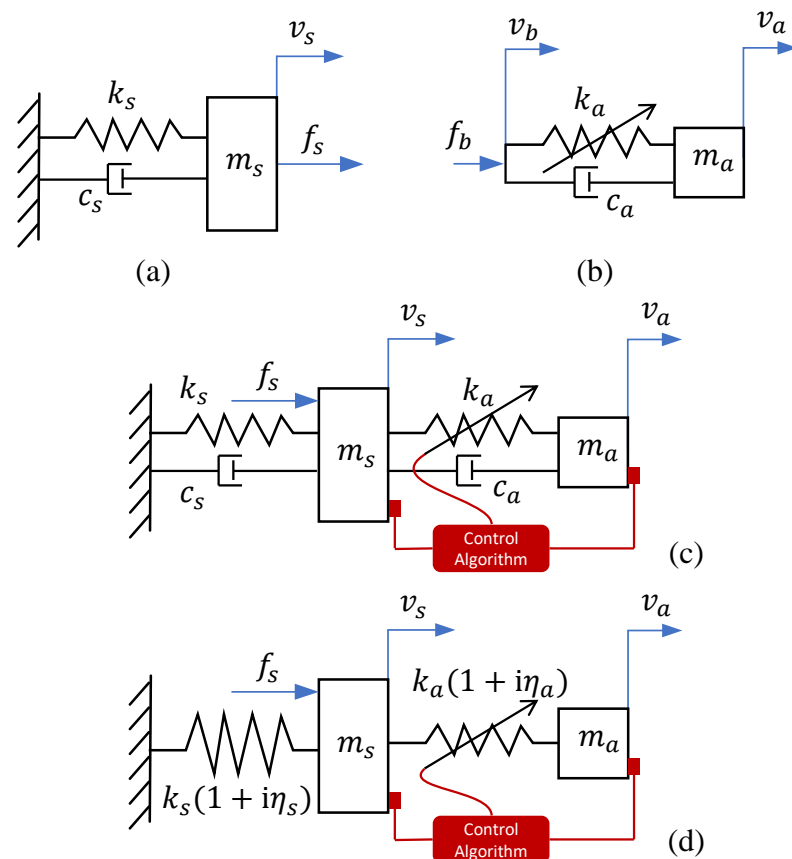 v_s
k_s
f_s
m_s
c_s
(a)
v_b
v_a
k_a
f_b
m_a
c_a
(b)
v_s
v_a
k_s
f_s
k_a
m_s
m_a
c_s
c_a
Control
Algorithm
(c)
v_s
v_a
f_s
k_a(1 + iη_a)
m_s
m_a
k_s(1 + iη_s)
Control
Algorithm
(d)